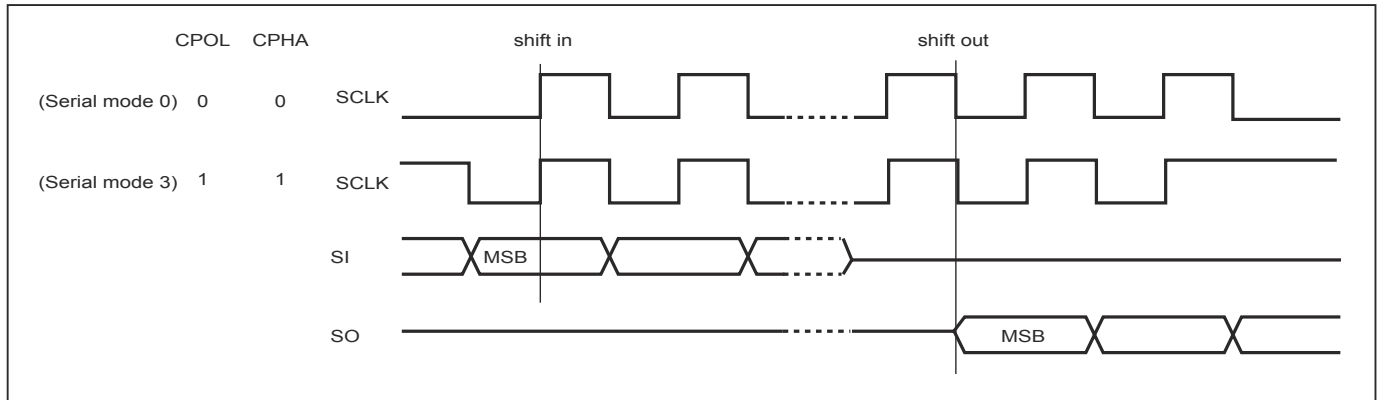 CPOL CPHA shift in shift out
(Serial mode 0) 0 0 SCLK
(Serial mode 3) 1 1 SCLK
SI MSB
SO MSB